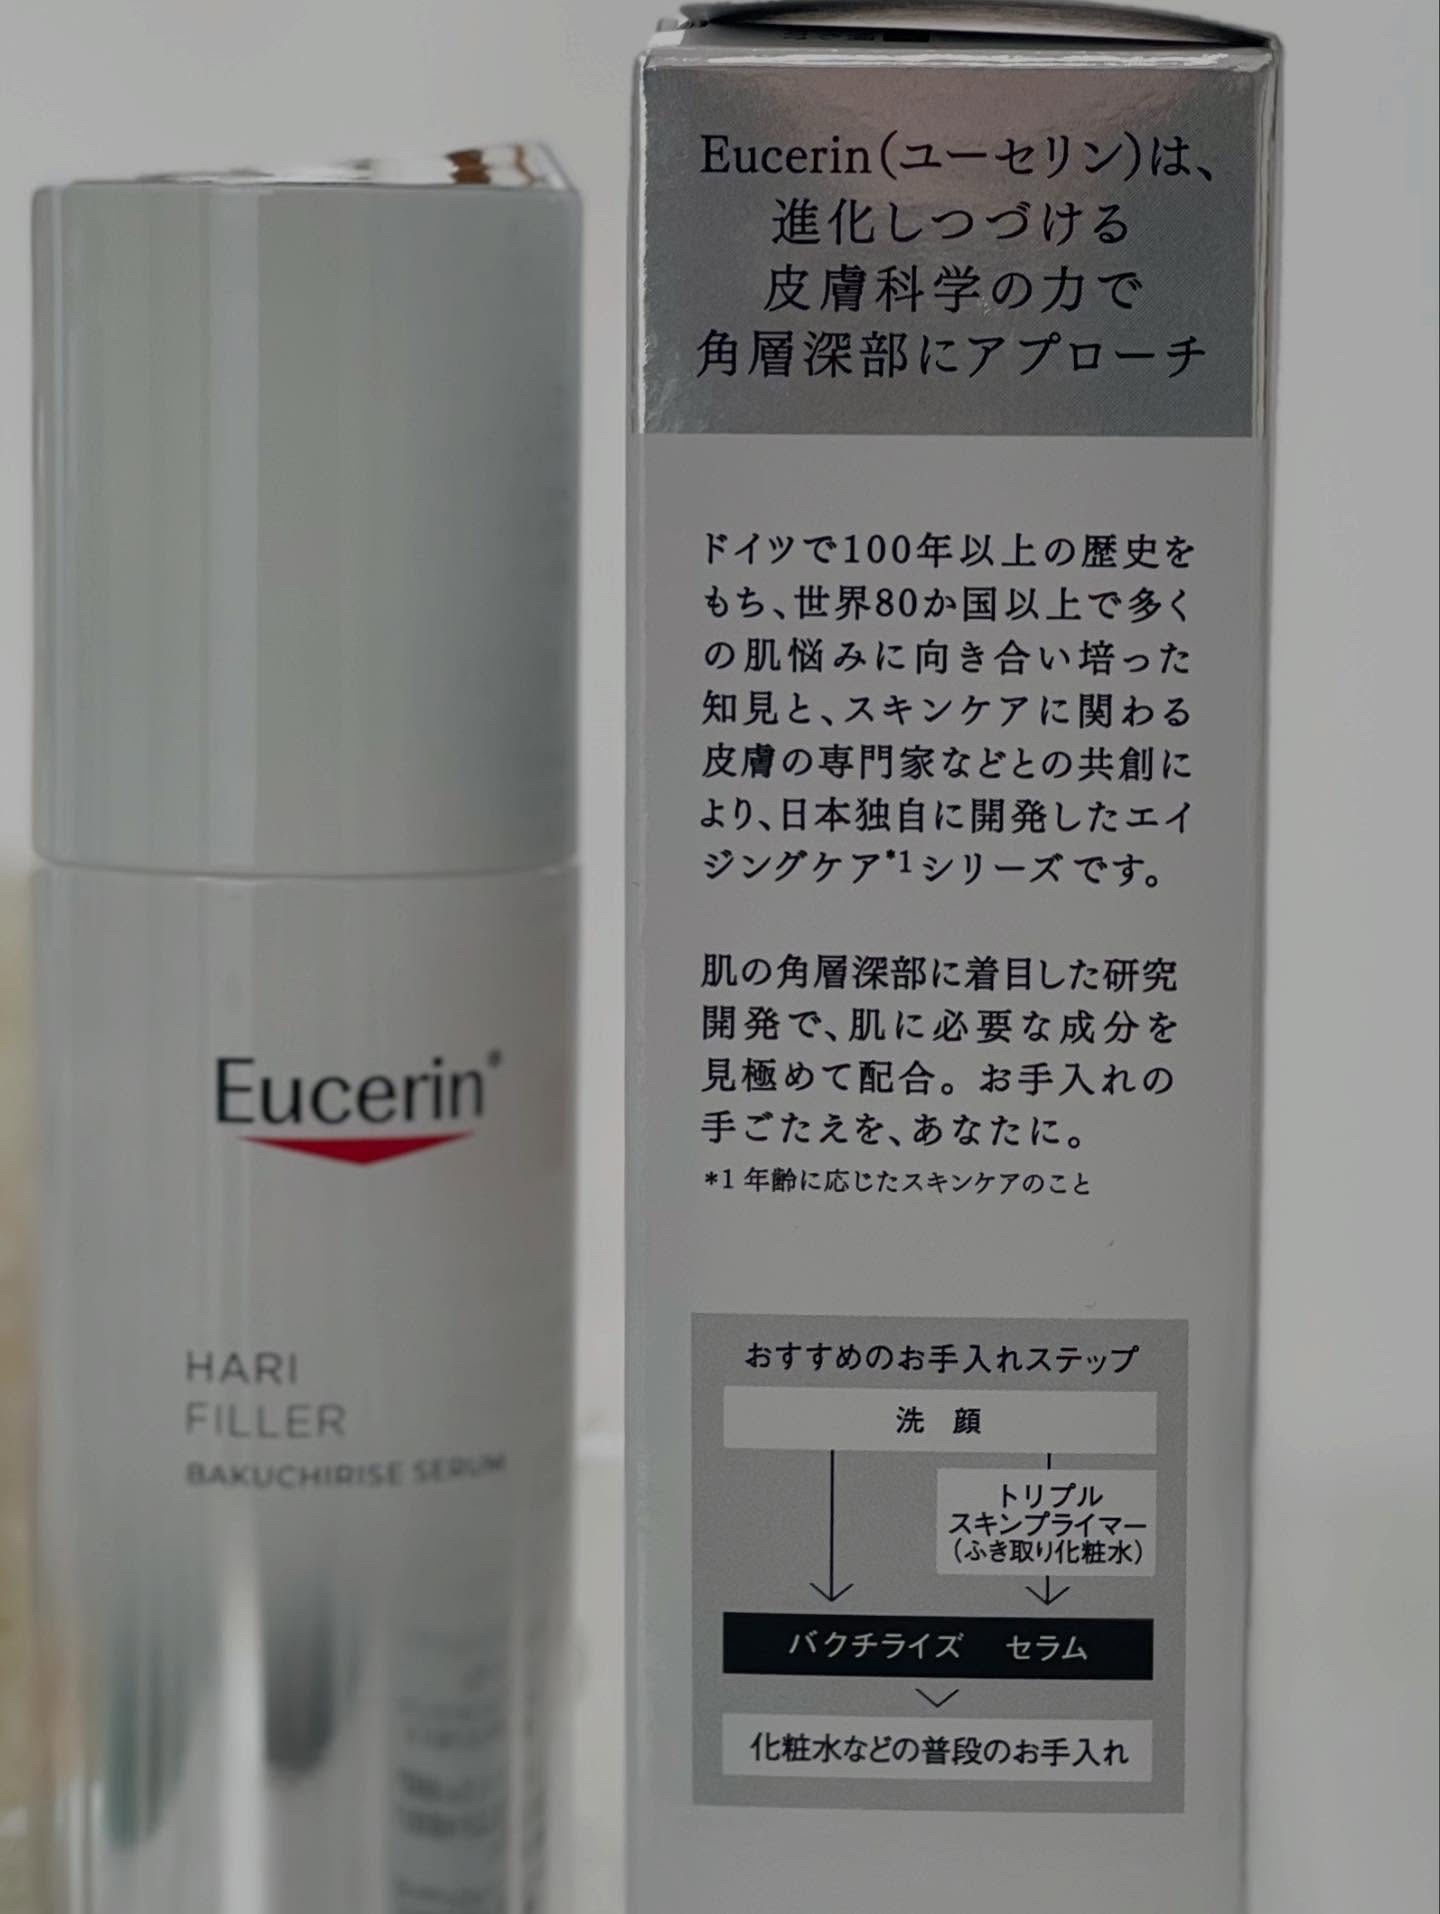 Eucerin
HARI
FILLER
BAKUCHIRISE SERUM
Eucerin(ユーセリン)は、
進化しつづける
皮膚科学の力で
角層深部にアプローチ
ドイツで100年以上の歴史を
もち、世界80か国以上で多く
の肌悩みに向き合い培った
知見と、スキンケアに関わる
皮膚の専門家などとの共創に
より、日本独自に開発したエイ
ジングケア*1シリーズです。
肌の角層深部に着目した研究
開発で、肌に必要な成分を
見極めて配合。お手入れの
手ごたえを、あなたに。
*1 年齢に応じたスキンケアのこと
おすすめのお手入れステップ
洗 顔
トリプル
スキンプライマー
(ふき取り化粧水)
バクチライズ セラム
化粧水などの普段のお手入れ